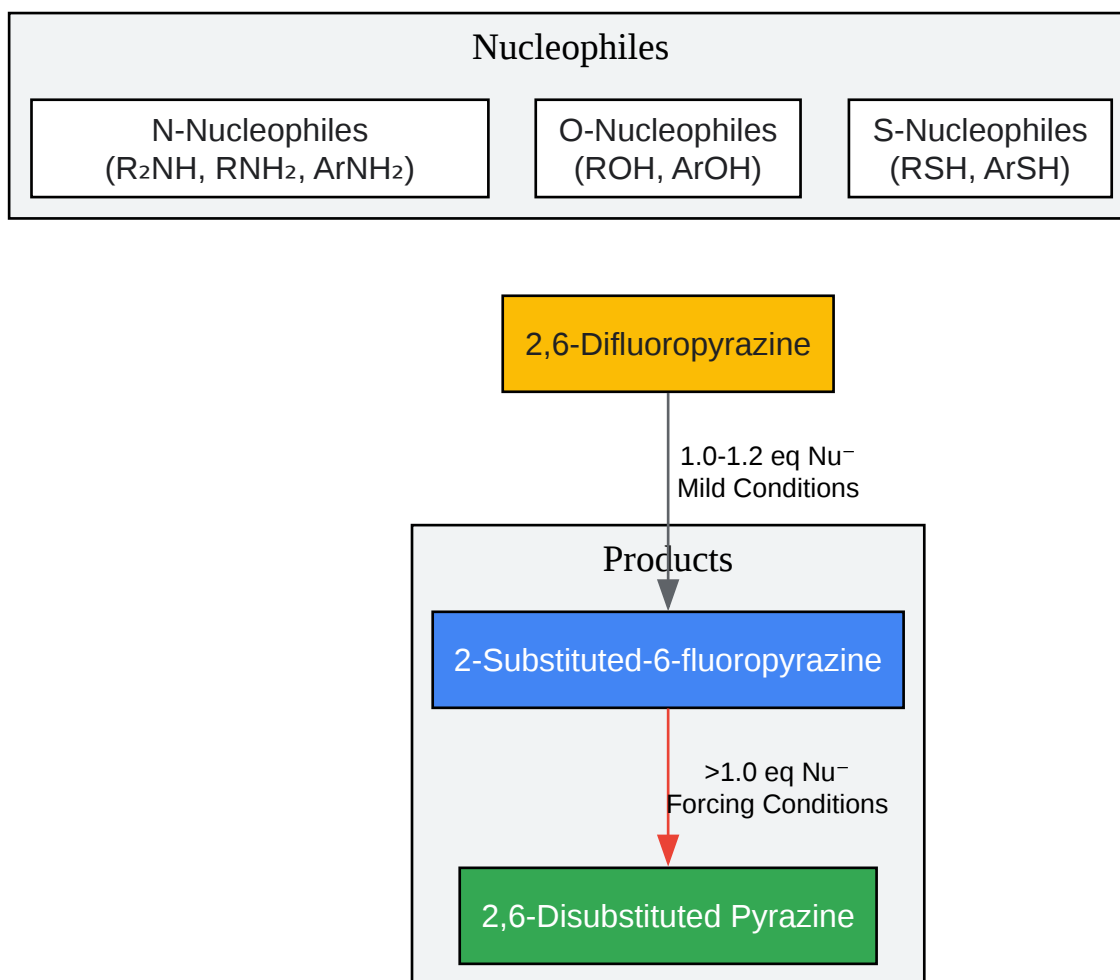 Nucleophiles
N-Nucleophiles
(R₂NH, RNH₂, ArNH₂)
O-Nucleophiles
(ROH, ArOH)
S-Nucleophiles
(RSH, ArSH)
2,6-Difluoropyrazine
1.0-1.2 eq Nu⁻
Mild Conditions
Products
2-Substituted-6-fluoropyrazine
>1.0 eq Nu⁻
Forcing Conditions
2,6-Disubstituted Pyrazine